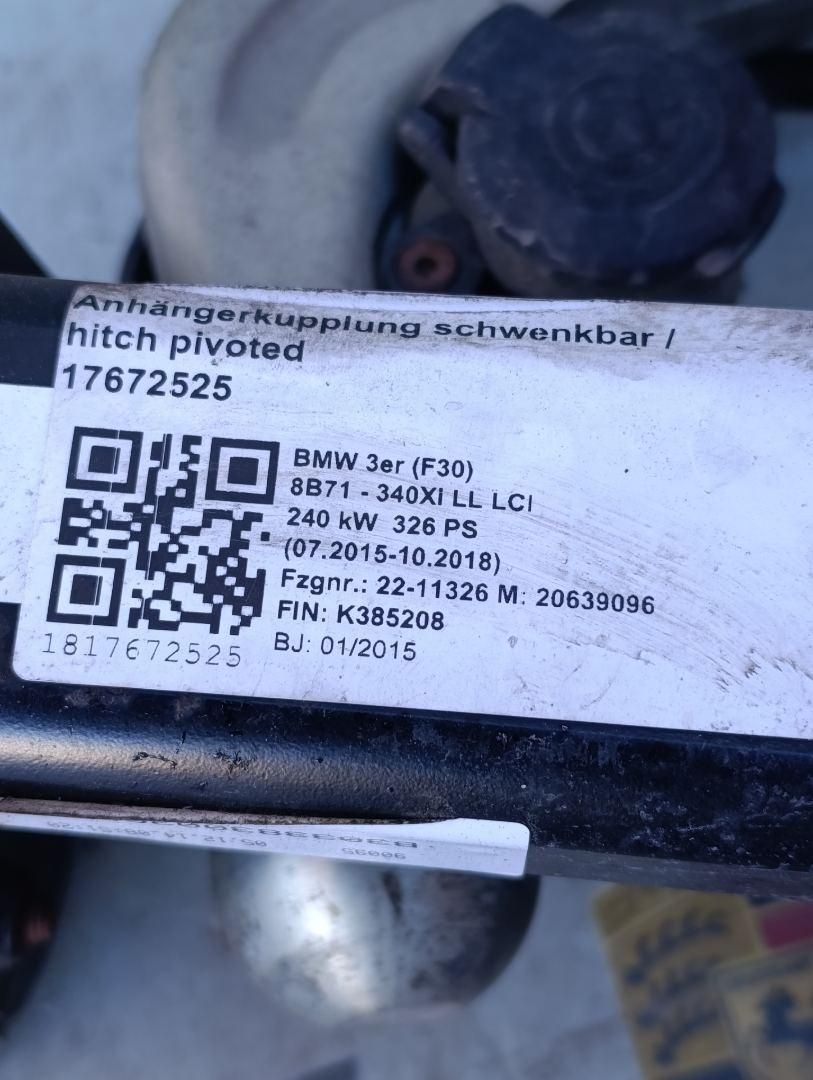 Anhängerkupplung schwenkbar /
hitch pivoted
17672525
BMW 3er (F30)
8B71 - 340Xi LL LCI
240 kW 326 PS
(07.2015-10.2018)
Fzgnr.: 22-11326 M: 20639096
FIN: K385208
BJ: 01/2015
1817672525